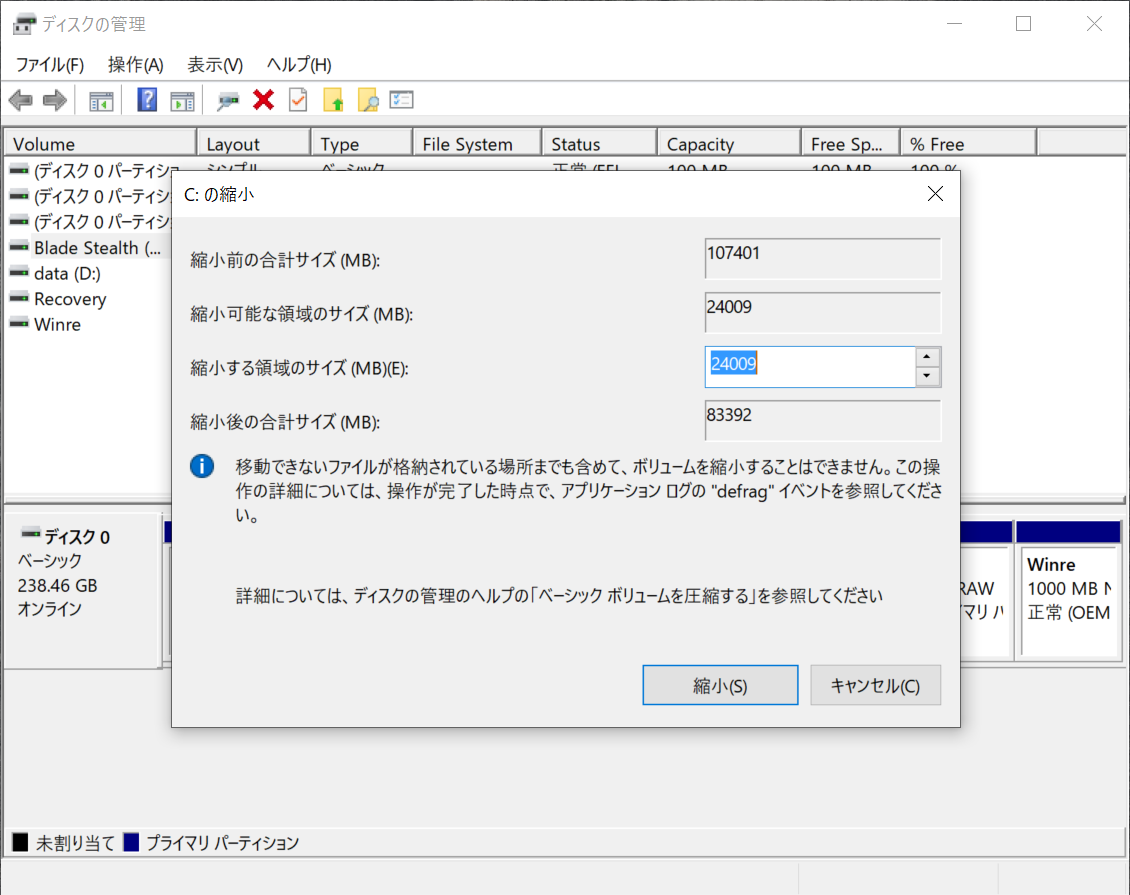 ディスクの管理
ファイル(F) 操作(A) 表示(V) ヘルプ(H)
Volume Layout Type File System Status Capacity Free Sp... % Free
(ディスク 0 パーティショ シンプル ベーシック 正常 (EFI 100 MB 100 MB 100 %
(ディスク 0 パーティシ
(ディスク 0 パーティシ
Blade Stealth (...
data (D:)
Recovery
Winre
C: の縮小
縮小前の合計サイズ (MB): 107401
縮小可能な領域のサイズ (MB): 24009
縮小する領域のサイズ (MB)(E): 24009
縮小後の合計サイズ (MB): 83392
移動できないファイルが格納されている場所までも含めて、ボリュームを縮小することはできません。この操
作の詳細については、操作が完了した時点で、アプリケーション ログの "defrag" イベントを参照してくださ
い。
詳細については、ディスクの管理のヘルプの「ベーシック ボリュームを圧縮する」を参照してください
縮小(S) キャンセル(C)
ディスク 0
ベーシック
238.46 GB
オンライン
RAW
マリ パ
Winre
1000 MB N
正常 (OEM
未割り当て プライマリ パーティション